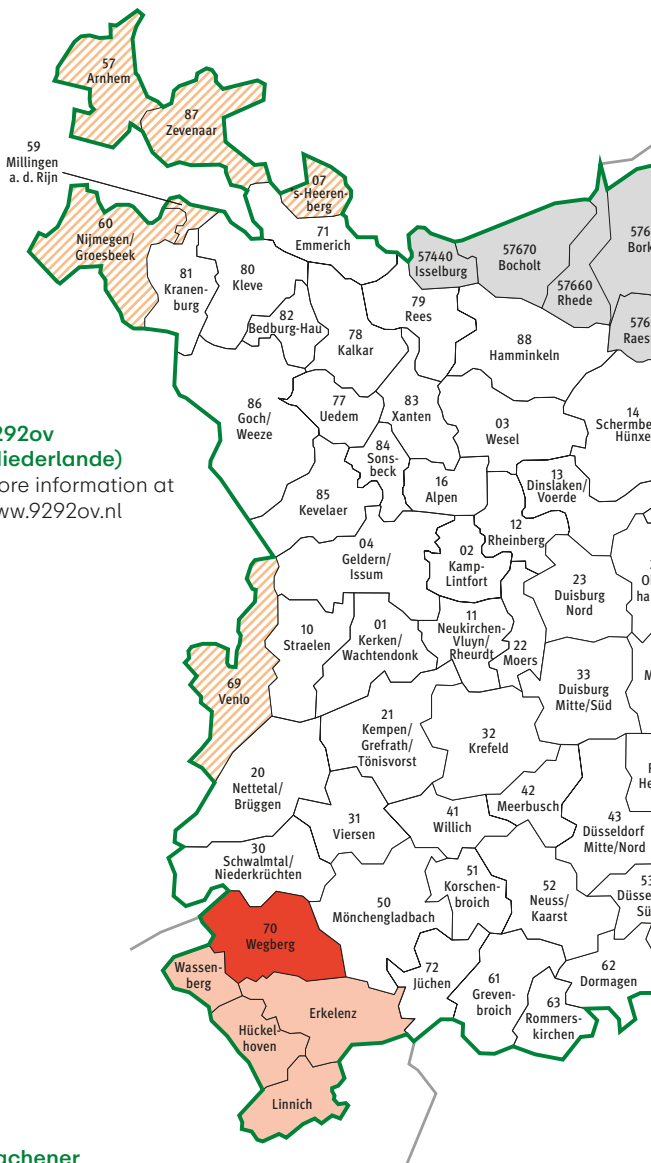 57
Arnhem
87
Zevenaar
59
Millingen
a. d. Rijn
07
's-Heeren-
berg
60
Nijmegen/
Groesbeek
71
Emmerich
57440
Isselburg
57670
Bocholt
57660
Rhede
81
Kranen-
burg
80
Kleve
82
Bedburg-Hau
79
Rees
78
Kalkar
88
Hamminkeln
86
Goch/
Weeze
77
Uedem
83
Xanten
03
Wesel
14
84
Sons-
beck
16
Alpen
13
Dinslaken/
Voerde
85
Kevelaer
12
Rheinberg
04
Geldern/
Issum
02
Kamp-
Lintfort
23
Duisburg
Nord
(Niederlande)
10
Straelen
01
Kerken/
Wachtendonk
11
Neukirchen-
Vluyn/
Rheurdt
22
Moers
69
Venlo
33
Duisburg
Mitte/Süd
21
Kempen/
Grefrath/
Tönisvorst
32
Krefeld
20
Nettetal/
Brüggen
42
Meerbusch
31
Viersen
41
Willich
43
Düsseldorf
Mitte/Nord
30
Schwalmtal/
Niederkrüchten
51
Korschen-
broich
52
Neuss/
Kaarst
50
Mönchengladbach
70
Wegberg
72
Jüchen
61
Greven-
broich
62
Dormagen
63
Rommers-
kirchen
Wassen-
berg
Erkelenz
Hückel-
hoven
Linnich